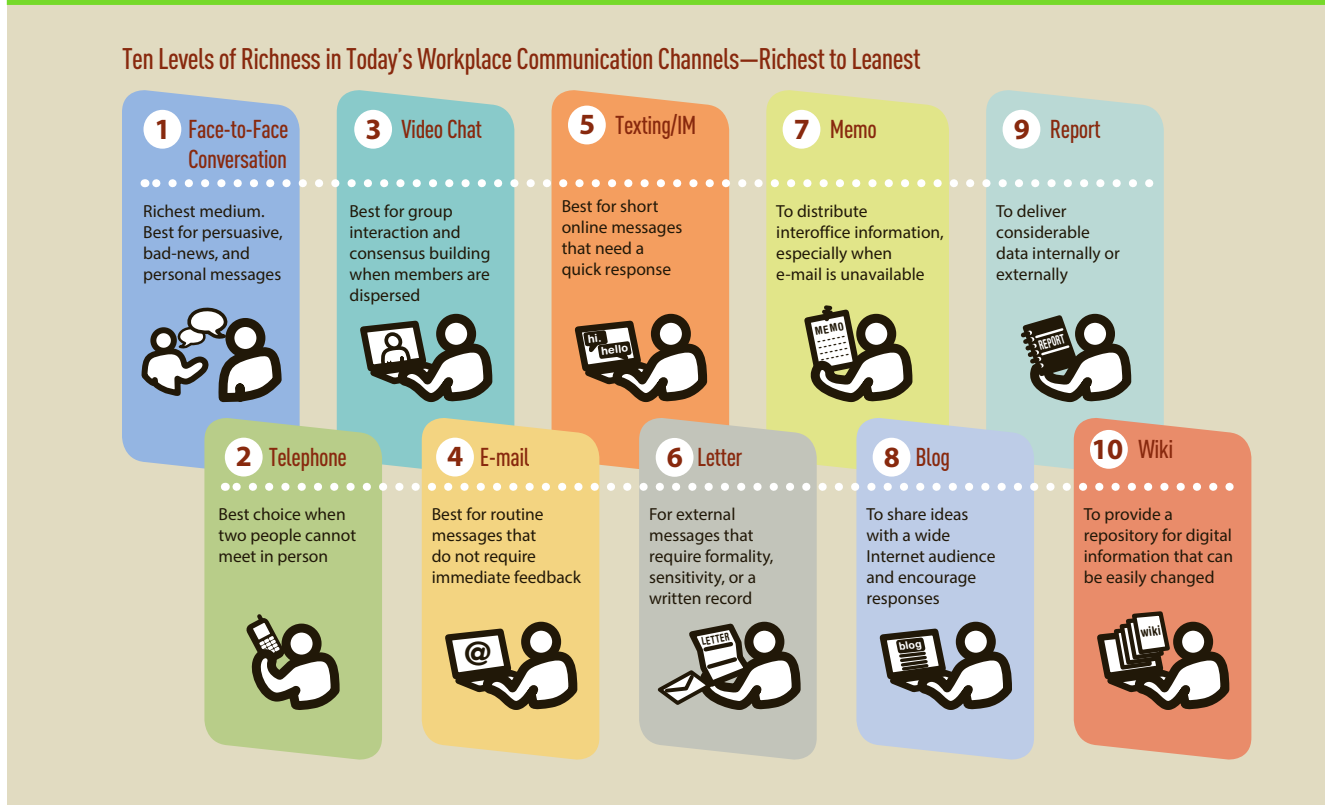 Ten Levels of Richness in Today's Workplace Communication Channels—Richest to Leanest
1 Face-to-Face
Conversation
Richest medium.
Best for persuasive,
bad-news, and
personal messages
2 Telephone
Best choice when
two people cannot
meet in person
3 Video Chat
Best for group
interaction and
consensus building
when members are
dispersed
4 E-mail
Best for routine
messages that
do not require
immediate feedback
@
5 Texting/IM
Best for short
online messages
that need a
quick response
hi.
hello
6 Letter
For external
messages that
require formality,
sensitivity, or a
written record
LETTER
7 Memo
To distribute
interoffice information,
especially when
e-mail is unavailable
MEMO
8 Blog
To share ideas
with a wide
Internet audience
and encourage
responses
blog
9 Report
To deliver
considerable
data internally or
externally
REPORT
10 Wiki
To provide a
repository for digital
information that can
be easily changed
wiki